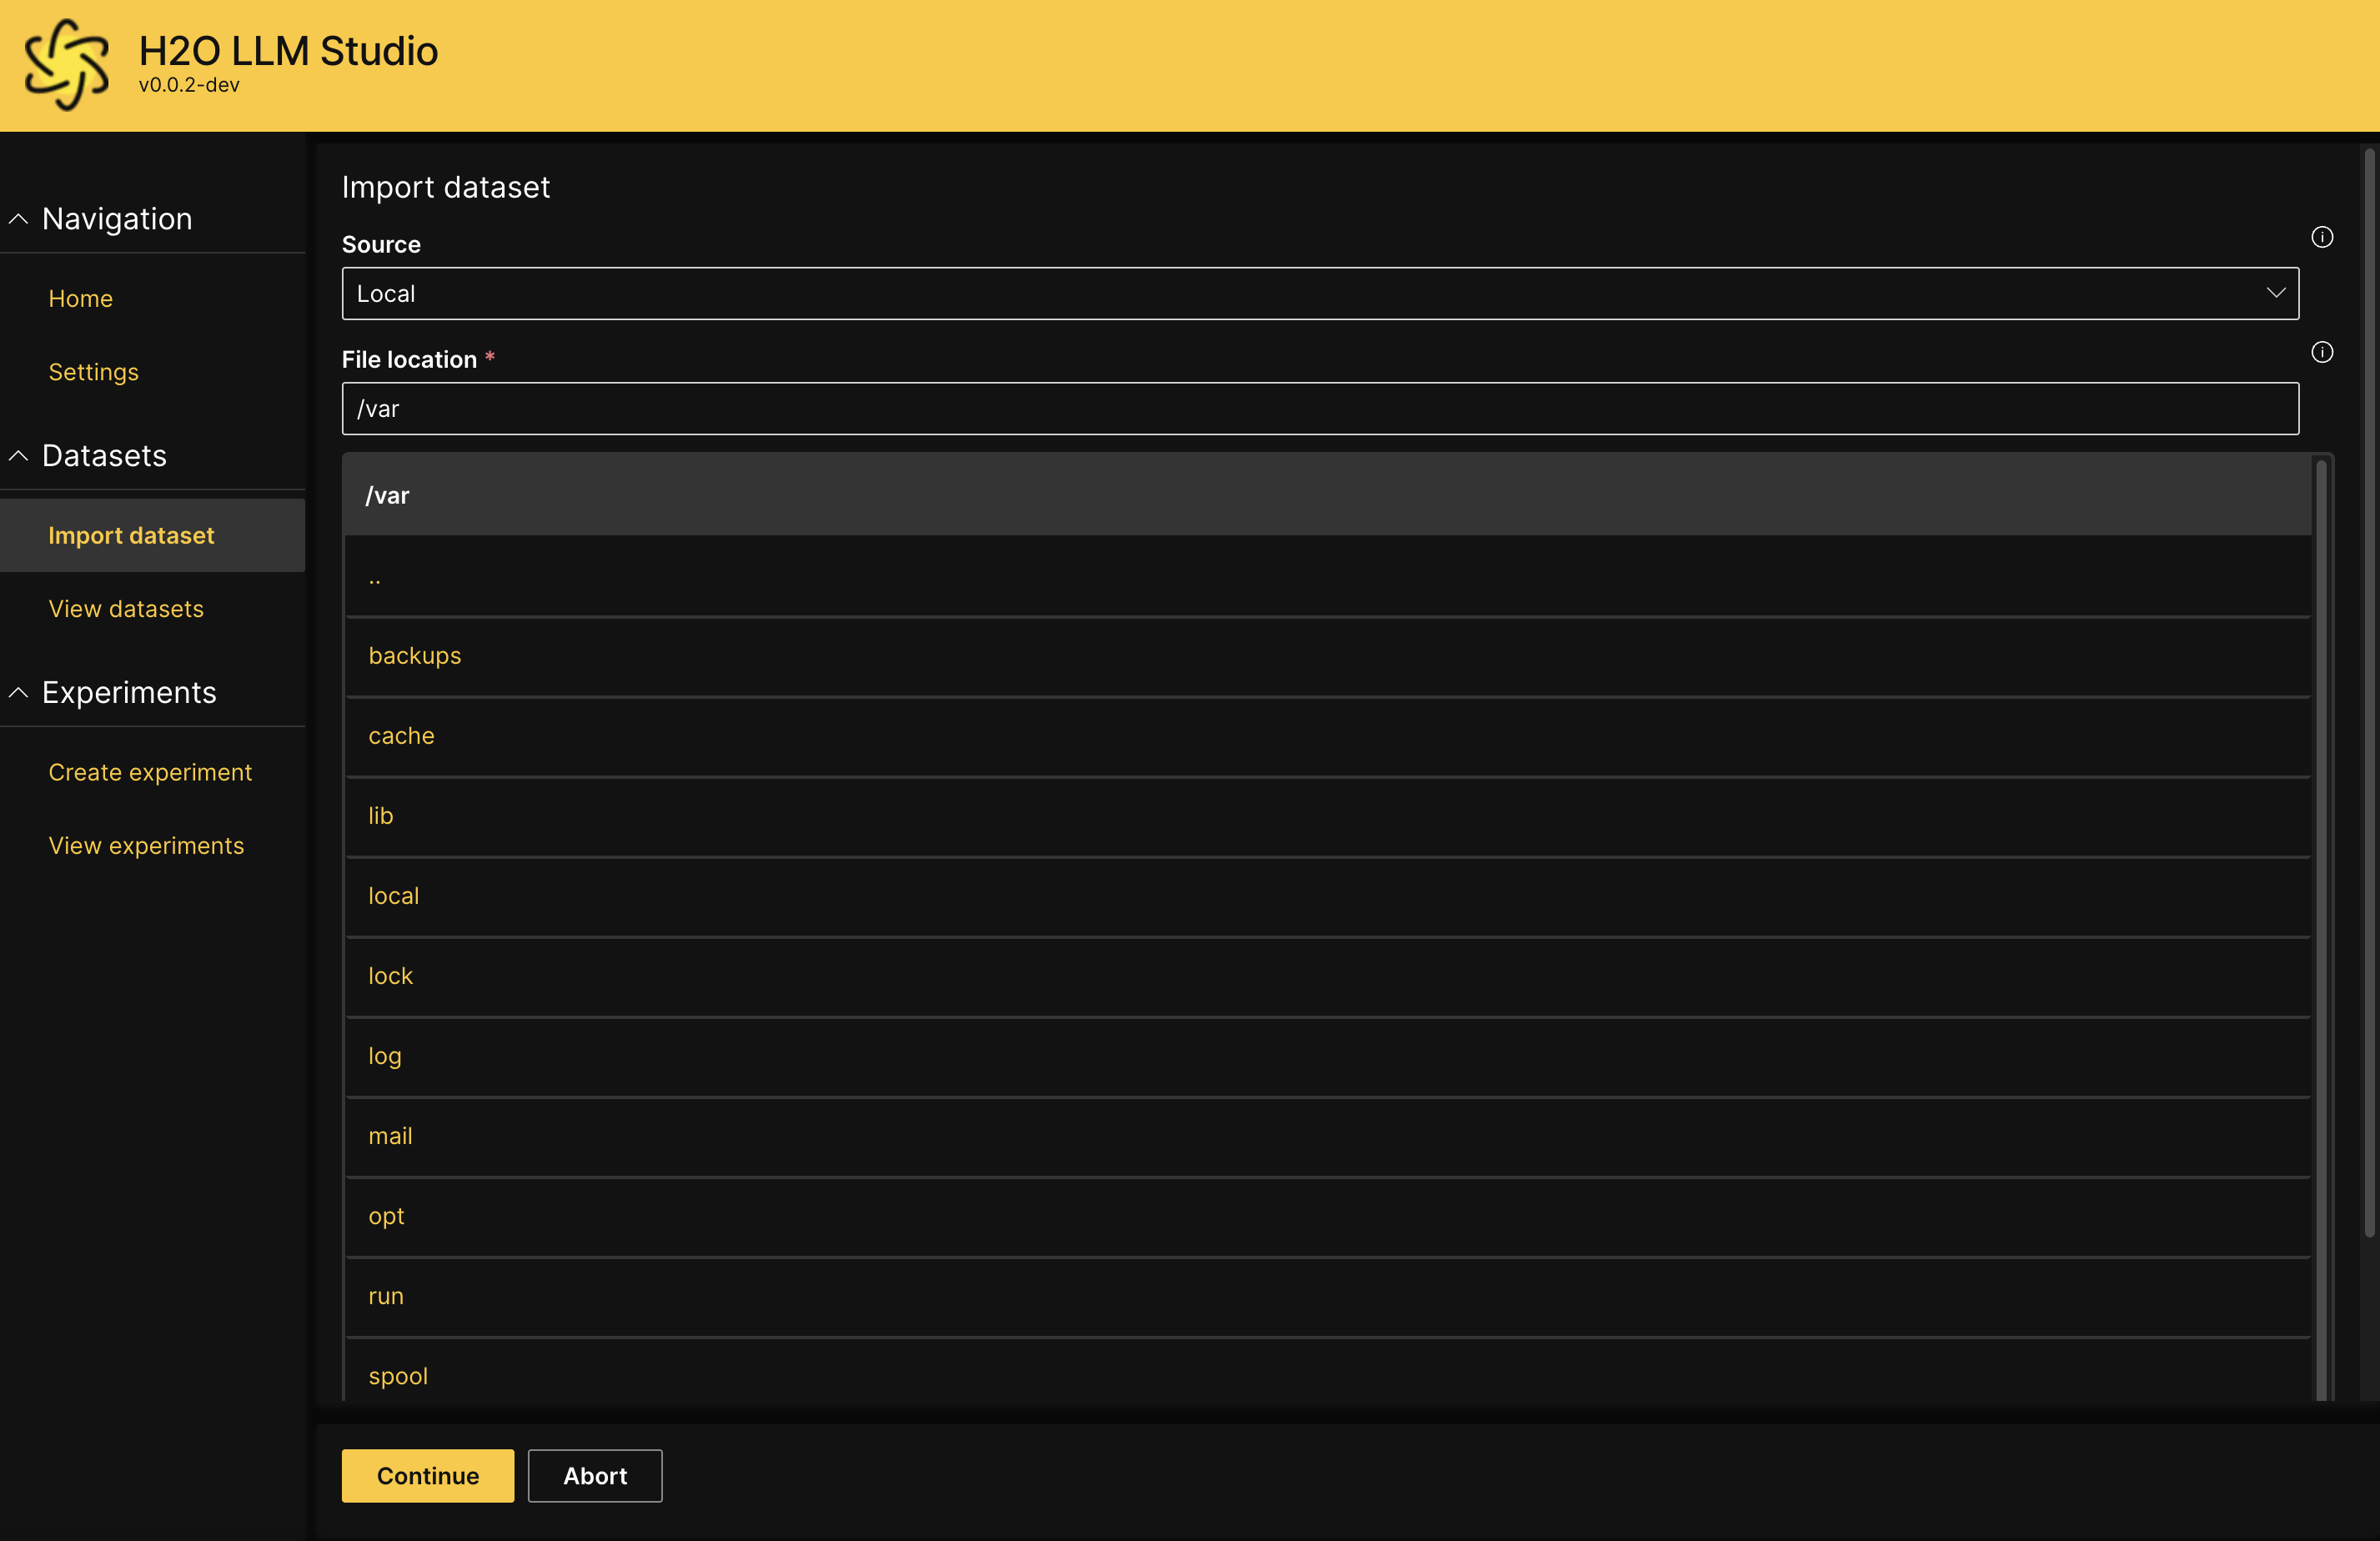 H2O LLM Studio
v0.0.2-dev
Navigation
Home
Settings
Datasets
Import dataset
View datasets
Experiments
Create experiment
View experiments
Import dataset
Source
Local
File location *
/var
/var
..
backups
cache
lib
local
lock
log
mail
opt
run
spool
Continue
Abort